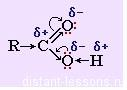 δ-
O
δ+
R C
δ- δ+
O H
distant-lessons.ru